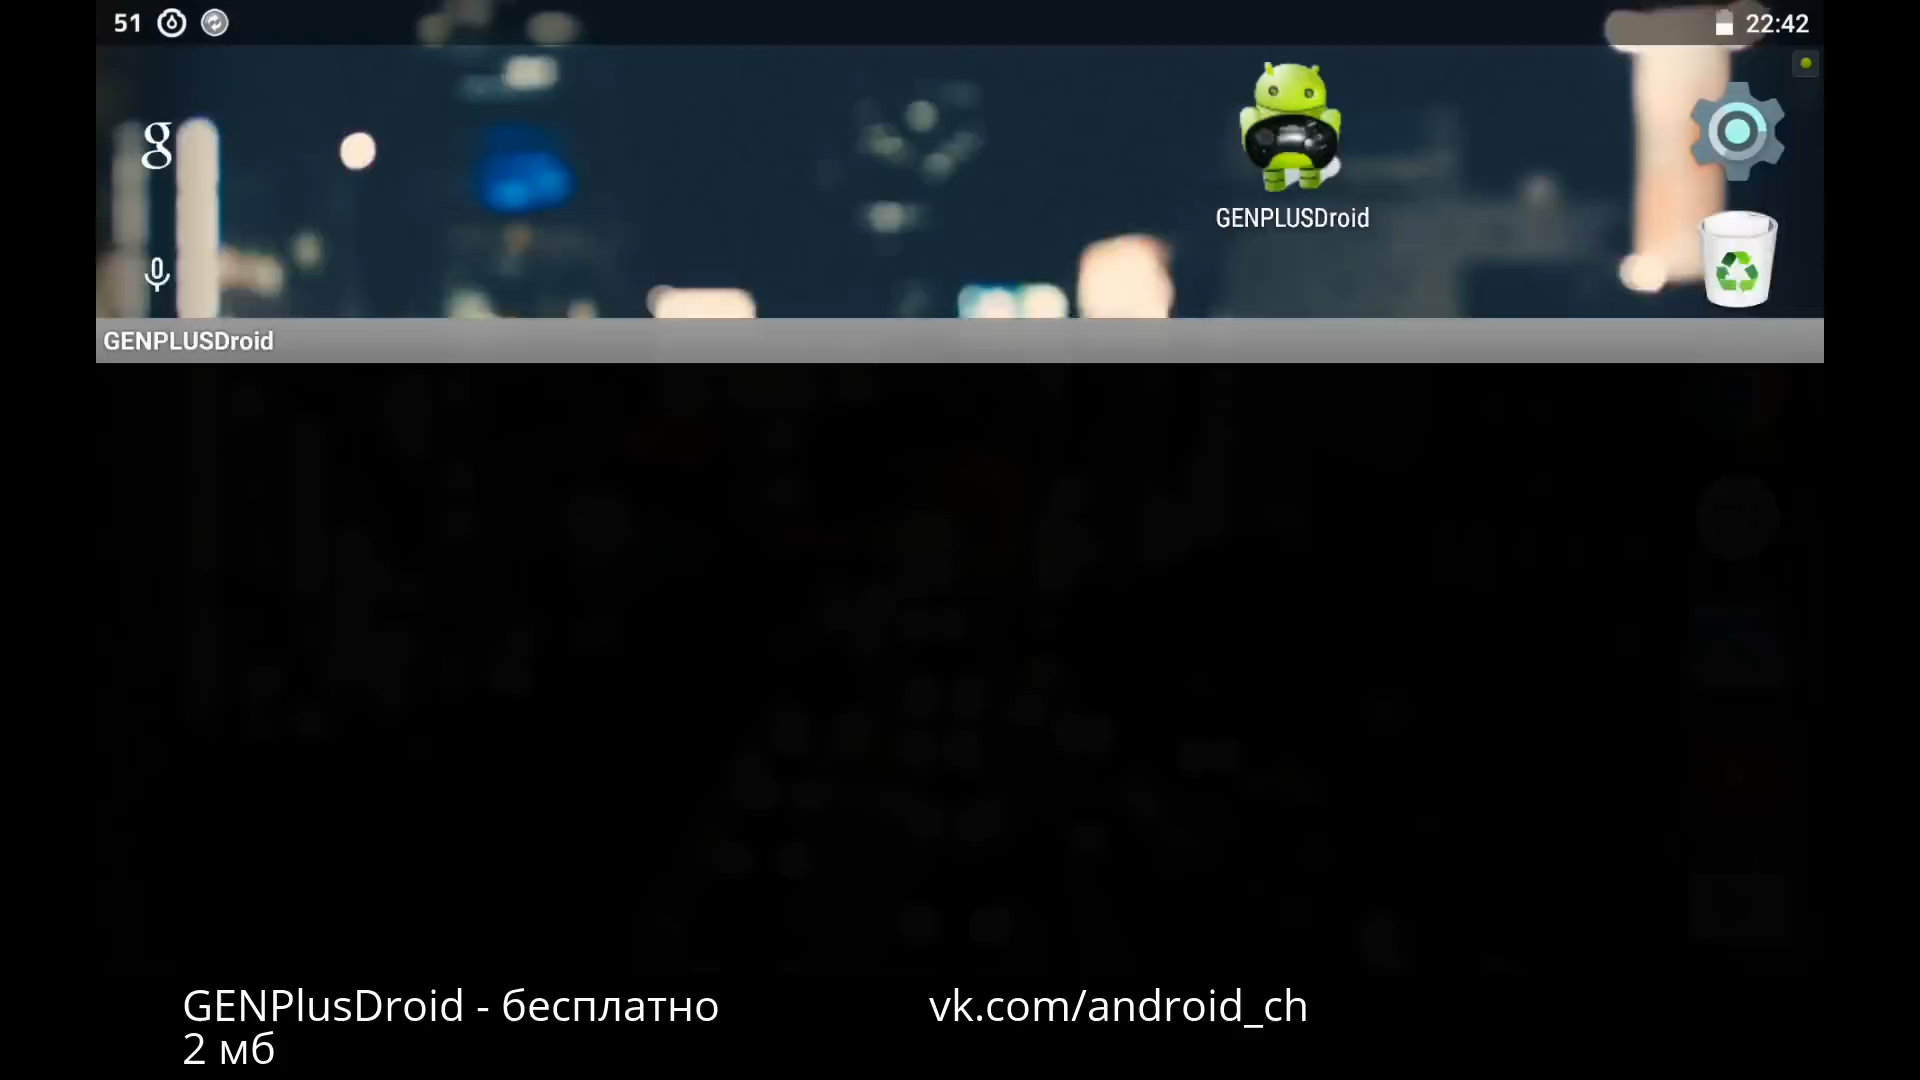 51
22:42
g
GENPLUSDroid
GENPLUSDroid
GENPlusDroid - бесплатно
2 мб
vk.com/android_ch